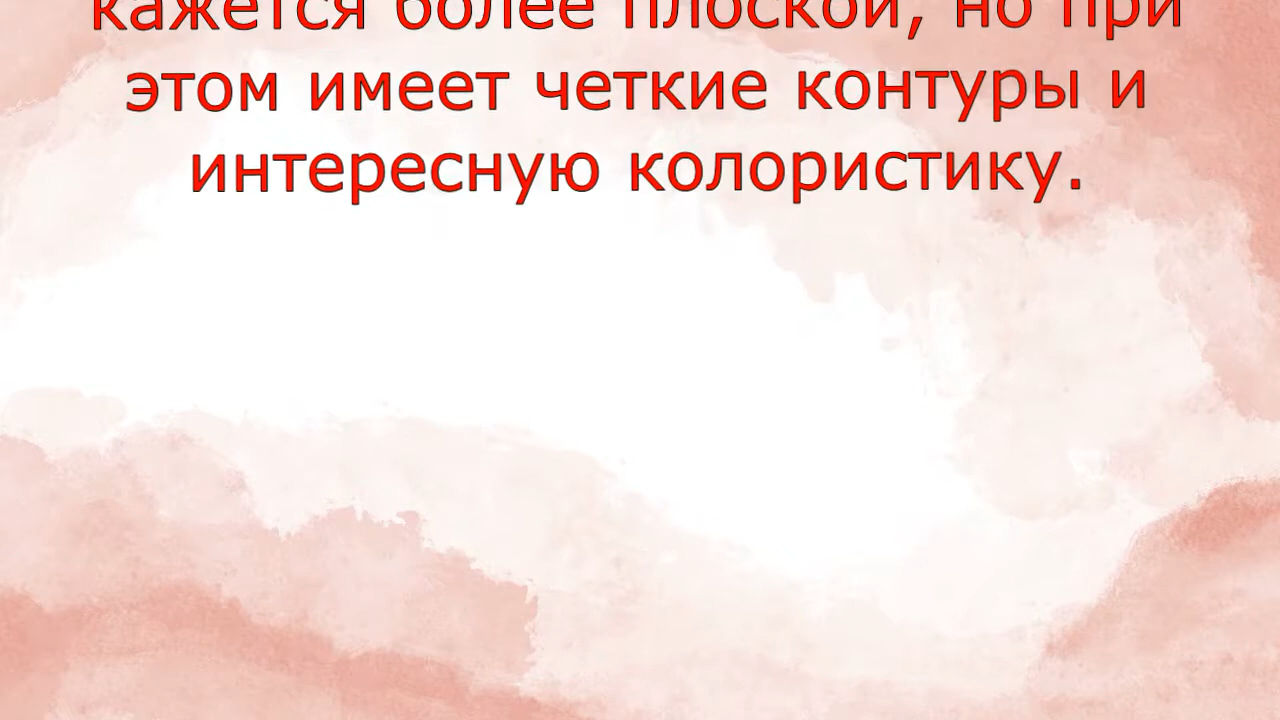 кажется более плоской, но при
этом имеет четкие контуры и
интересную колористику.